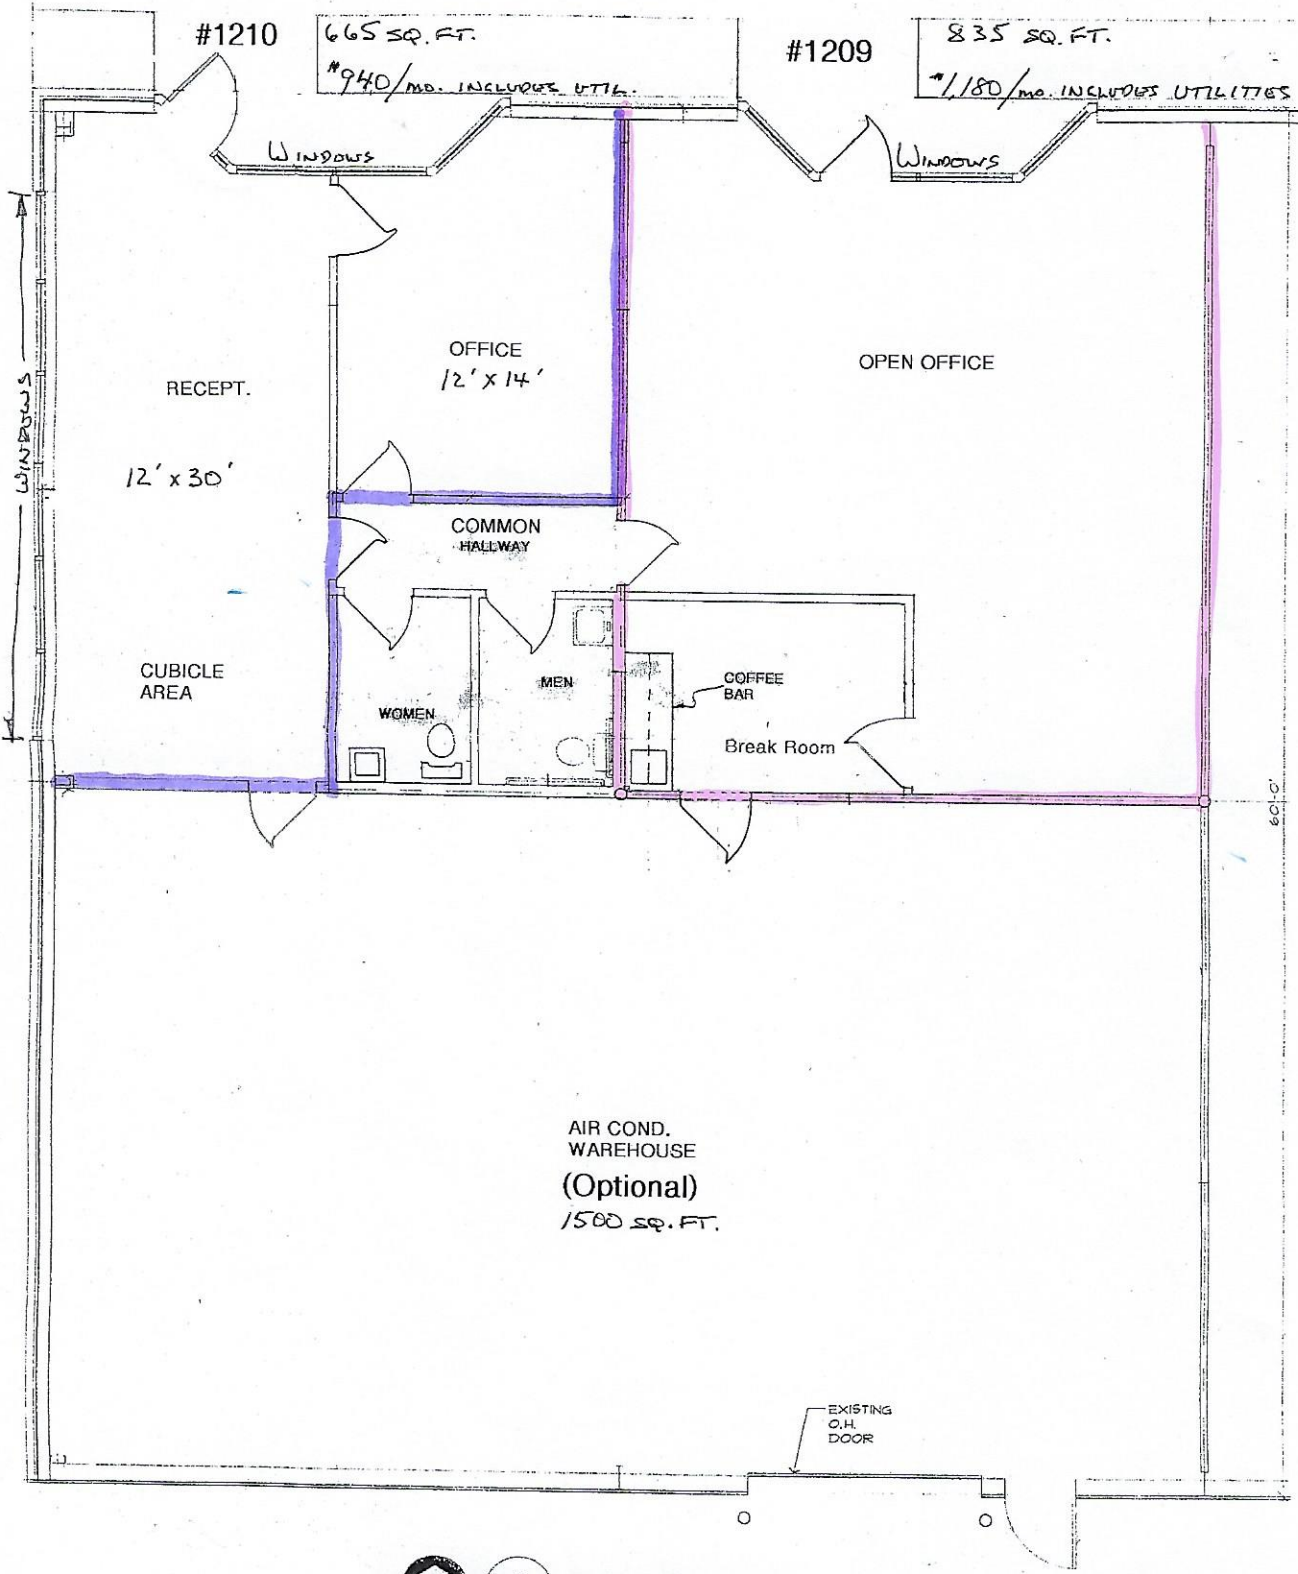 #1210
665 SQ. FT.
$940/MO. INCLUDES UTIL.
#1209
835 SQ. FT.
$1,180/MO. INCLUDES UTILITIES
WINDOWS
WINDOWS
WINDOWS
OFFICE
12' X 14'
OPEN OFFICE
RECEPT.
12' X 30'
COMMON
HALLWAY
CUBICLE
AREA
WOMEN
MEN
COFFEE
BAR
Break Room
60'-0"
AIR COND.
WAREHOUSE
(Optional)
1500 SQ. FT.
EXISTING
O.H.
DOOR